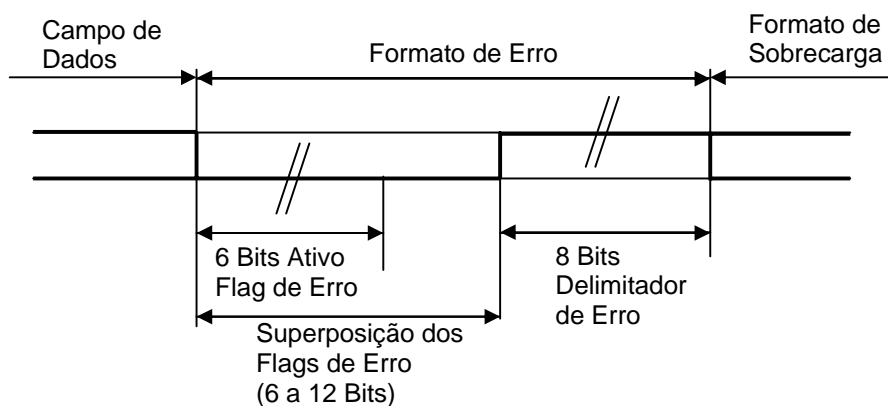 Campo de
Dados
Formato de Erro
Formato de
Sobrecarga
6 Bits Ativo
Flag de Erro
8 Bits
Delimitador
de Erro
Superposição dos
Flags de Erro
(6 a 12 Bits)